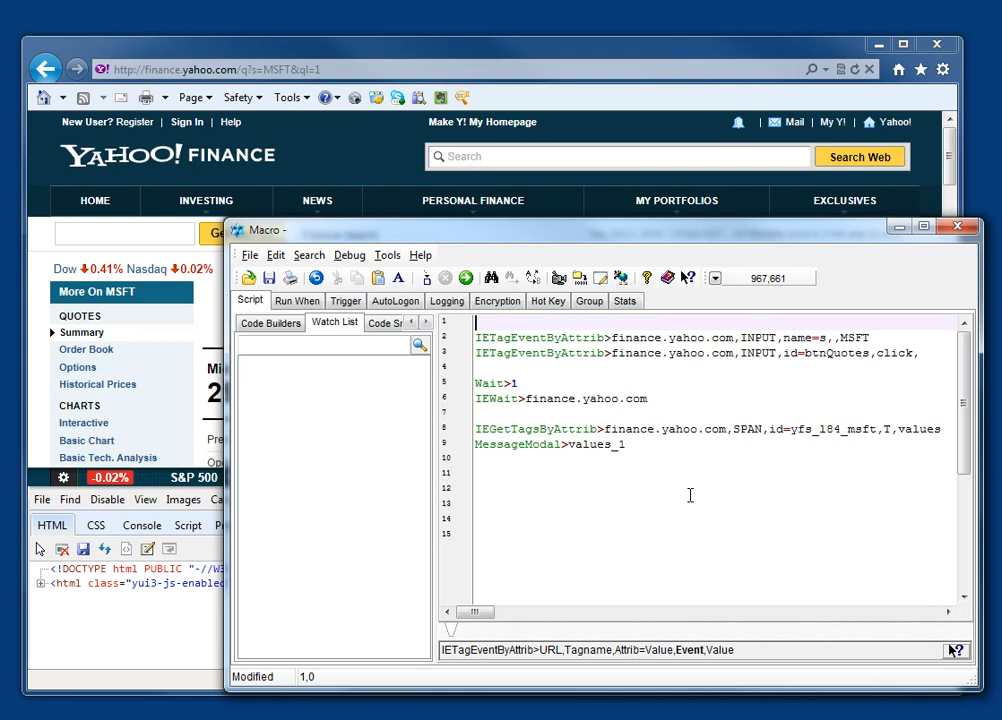 http://finance.yahoo.com/q?s=MSFT&ql=1
Page Safety Tools
New User? Register | Sign In | Help
Make Y! My Homepage
| Mail | My Y! | Yahoo!
YAHOO! FINANCE
Search
Search Web
HOME INVESTING NEWS PERSONAL FINANCE MY PORTFOLIOS EXCLUSIVES
Dow 0.41% Nasdaq 0.02%
More On MSFT
QUOTES
Summary
Order Book
Options
Historical Prices
CHARTS
Interactive
Basic Chart
Basic Tech. Analysis
-0.02% S&P 500
File Find Disable View Images
HTML CSS Console Script
<!DOCTYPE html PUBLIC "-//W3
<html class="yui3-js-enabled
Macro -
File Edit Search Debug Tools Help
967,661
Script Run When Trigger AutoLogon Logging Encryption Hot Key Group Stats
Code Builders Watch List Code Sr
1
2 IETagEventByAttrib>finance.yahoo.com,INPUT,name=s,,MSFT
3 IETagEventByAttrib>finance.yahoo.com,INPUT,id=btnQuotes,click,
4
5 Wait>1
6 IEWait>finance.yahoo.com
7
8 IEGetTagsByAttrib>finance.yahoo.com,SPAN,id=yfs_l84_msft,T,values
9 MessageModal>values_1
10
11
12
13
14
15
IETagEventByAttrib>URL,Tagname,Attrib=Value,Event,Value
Modified 1,0